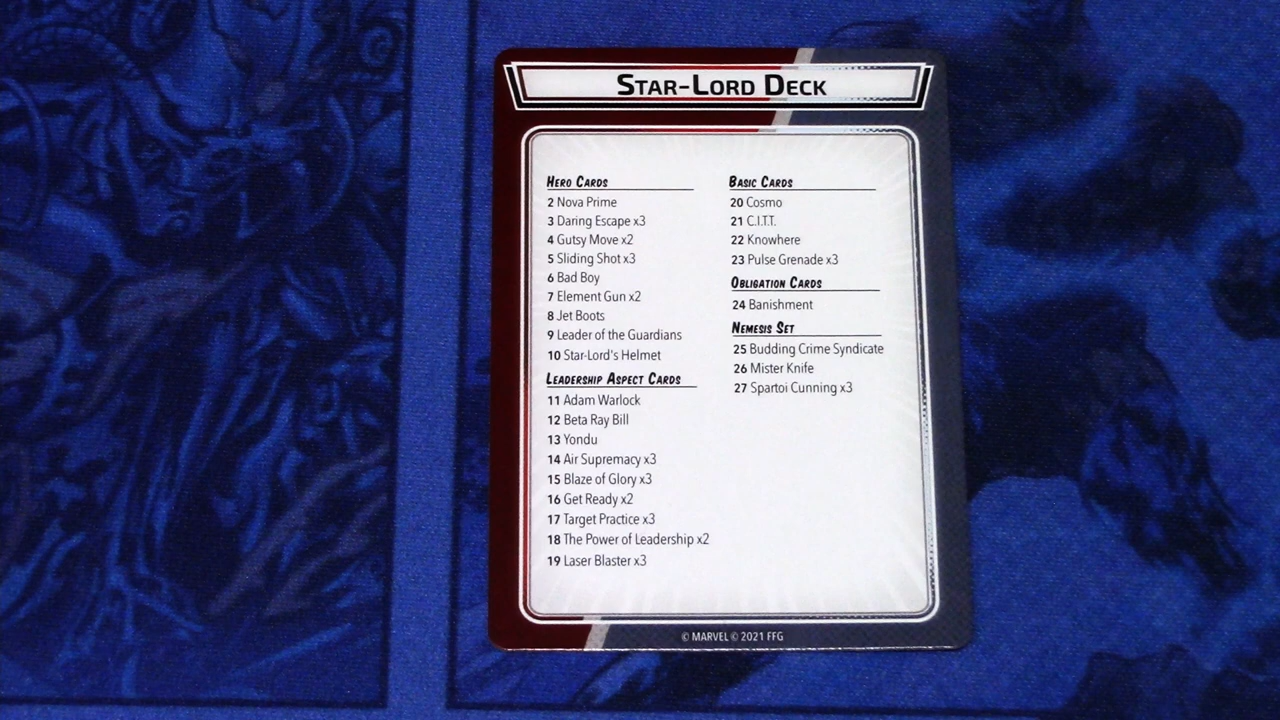 Star-Lord Deck
Hero Cards
2 Nova Prime
3 Daring Escape x3
4 Gutsy Move x2
5 Sliding Shot x3
6 Bad Boy
7 Element Gun x2
8 Jet Boots
9 Leader of the Guardians
10 Star-Lord's Helmet
Leadership Aspect Cards
11 Adam Warlock
12 Beta Ray Bill
13 Yondu
14 Air Supremacy x3
15 Blaze of Glory x3
16 Get Ready x2
17 Target Practice x3
18 The Power of Leadership x2
19 Laser Blaster x3
Basic Cards
20 Cosmo
21 C.I.T.T.
22 Knowhere
23 Pulse Grenade x3
Obligation Cards
24 Banishment
Nemesis Set
25 Budding Crime Syndicate
26 Mister Knife
27 Spartoi Cunning x3
© MARVEL © 2021 FFG